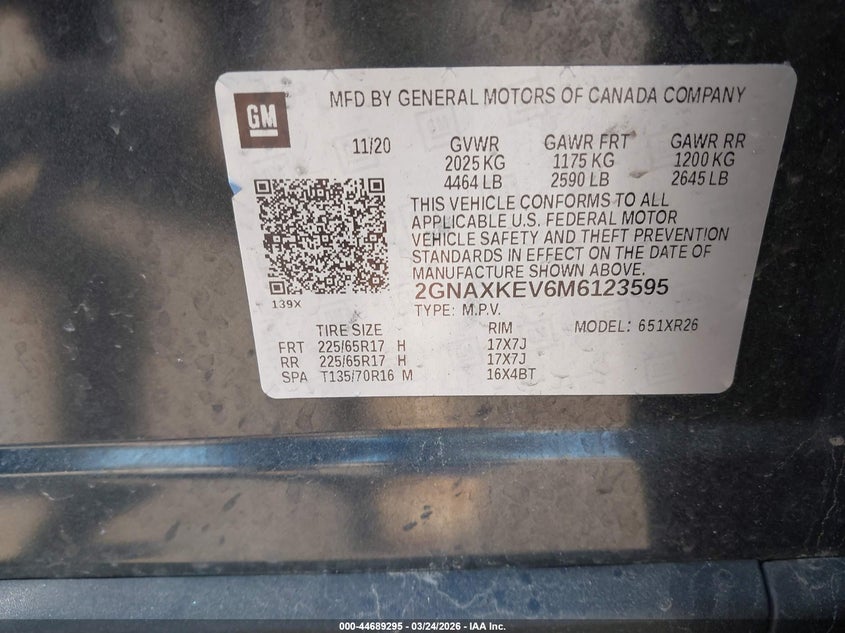 GM
MFD BY GENERAL MOTORS OF CANADA COMPANY
11/20 GVWR GAWR FRT GAWR RR
2025 KG 1175 KG 1200 KG
4464 LB 2590 LB 2645 LB
THIS VEHICLE CONFORMS TO ALL
APPLICABLE U.S. FEDERAL MOTOR
VEHICLE SAFETY AND THEFT PREVENTION
STANDARDS IN EFFECT ON THE DATE OF
MANUFACTURE SHOWN ABOVE.
2GNAXKEV6M6123595
139X
TYPE: M.P.V.
TIRE SIZE RIM MODEL: 651XR26
FRT 225/65R17 H 17X7J
RR 225/65R17 H 17X7J
SPA T135/70R16 M 16X4BT
000-44689295 - 03/24/2026 - IAA Inc.